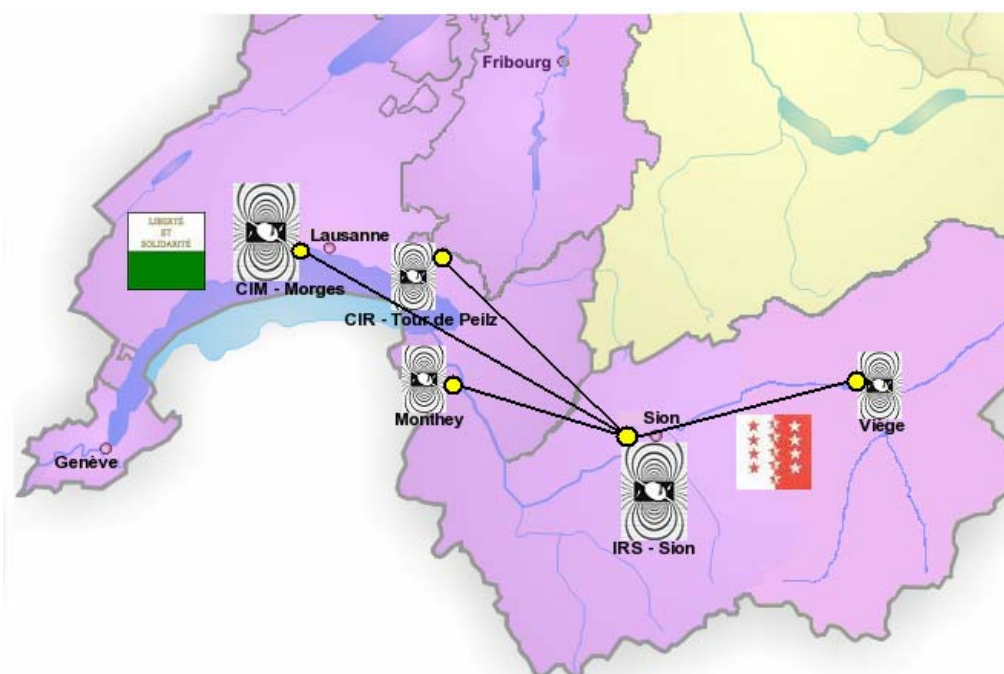 Fribourg
LIBERTÉ
ET
SOLIDARITÉ
Lausanne
CIM - Morges
CIR - Tour de Peilz
Monthey
Sion
Viège
Genève
IRS - Sion